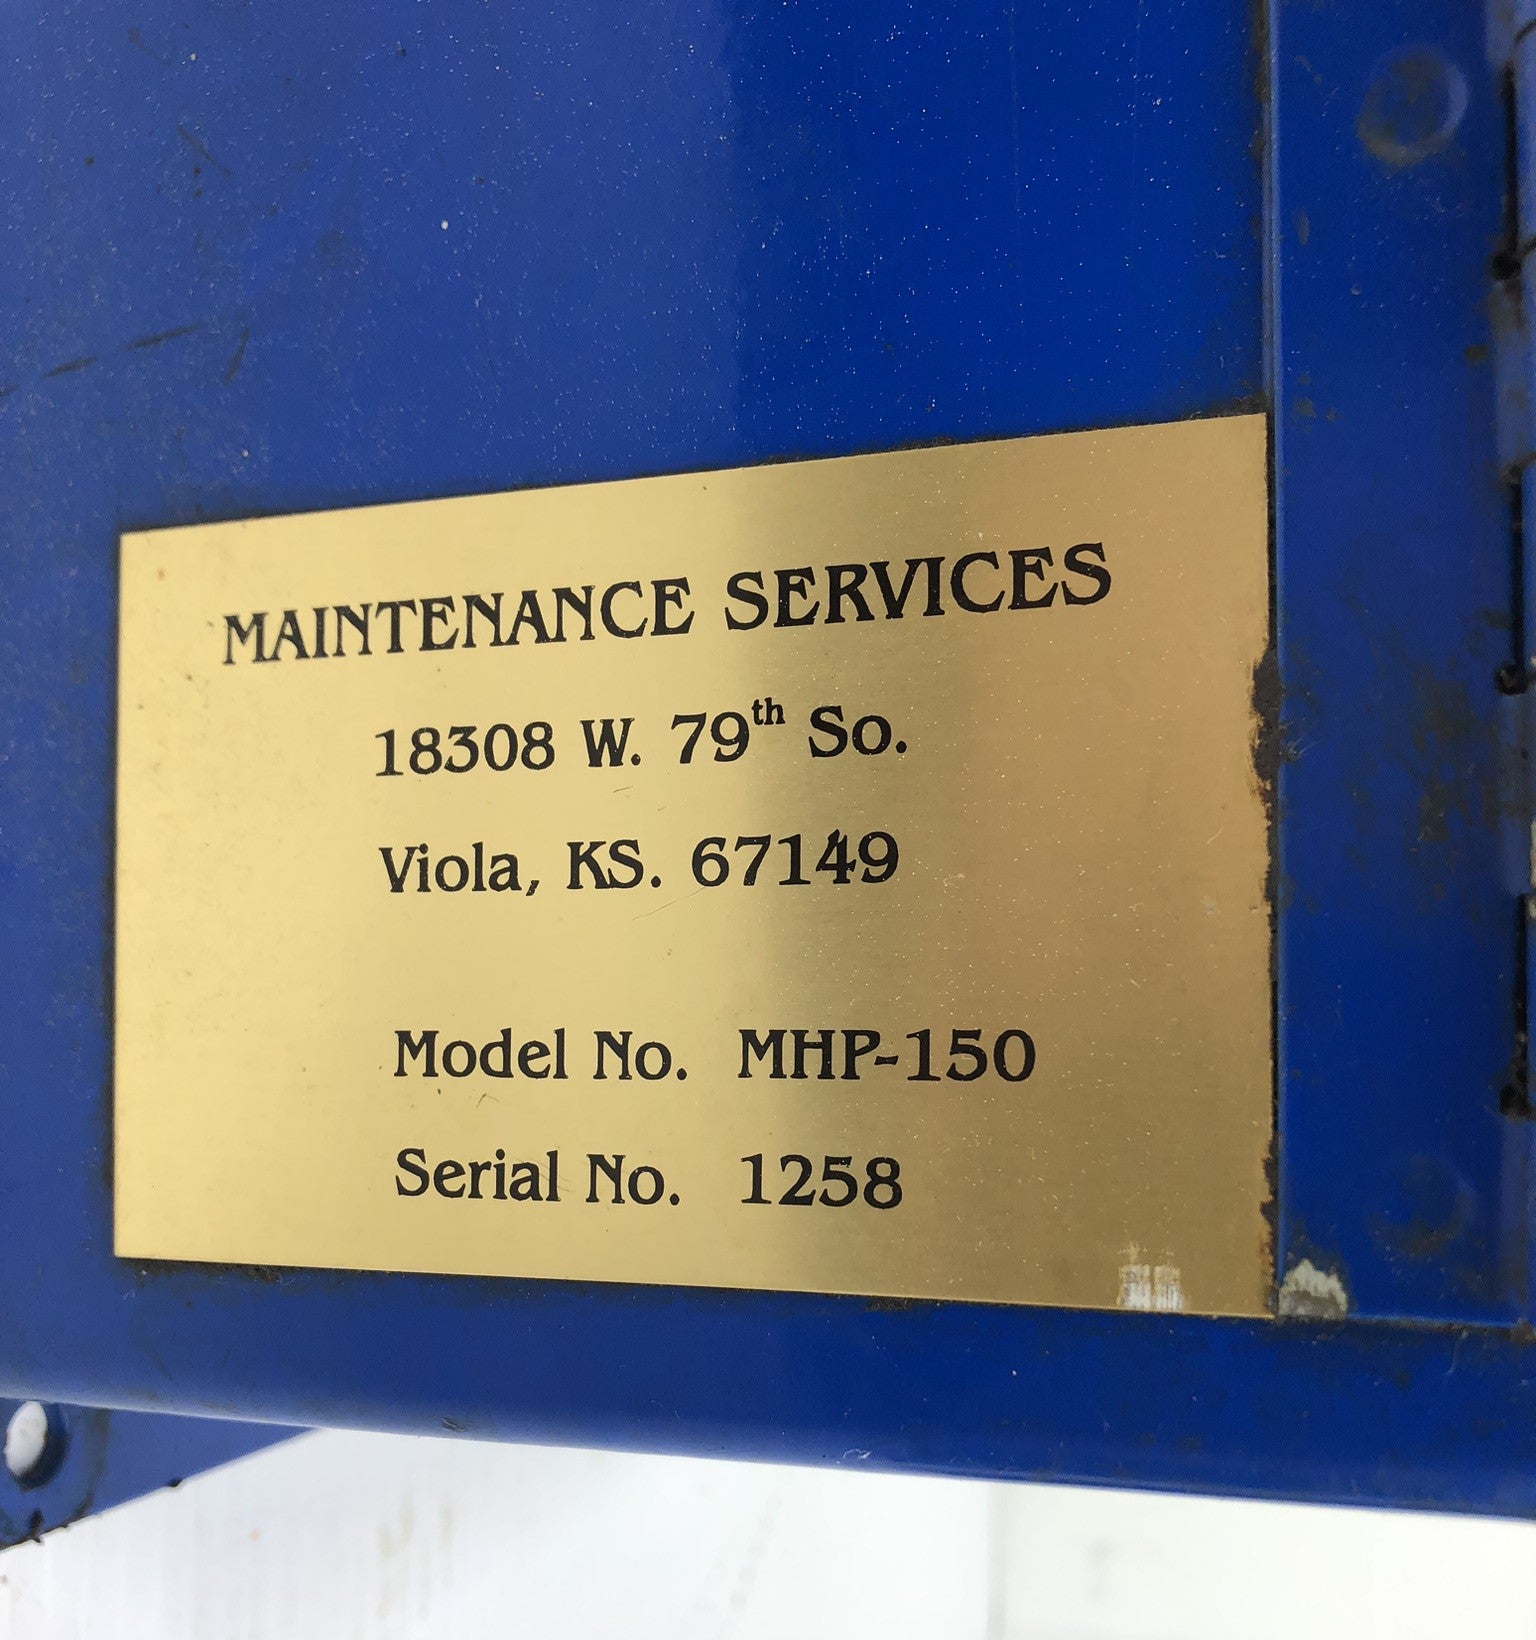 MAINTENANCE SERVICES
18308 W. 79th So.
Viola, KS. 67149
Model No. MHP-150
Serial No. 1258